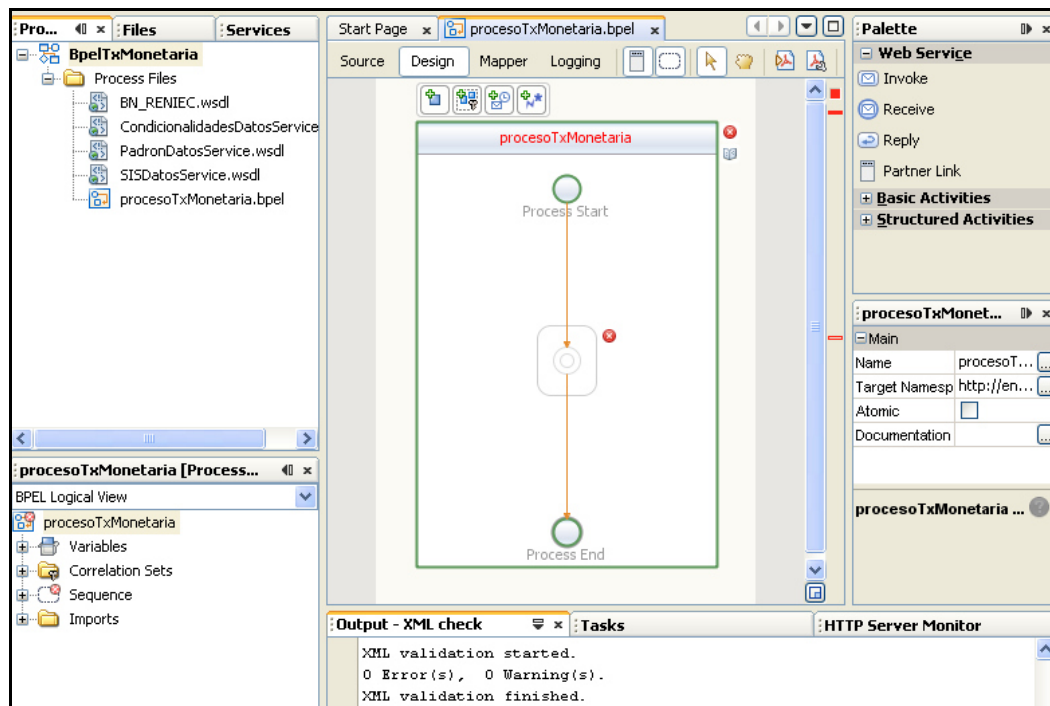 Pro...
Files
Services
BpelTxMonetaria
Process Files
BN_RENIEC.wsdl
CondicionalidadesDatosService
PadronDatosService.wsdl
SISDatosService.wsdl
procesoTxMonetaria.bpel
procesoTxMonetaria [Process...
BPEL Logical View
procesoTxMonetaria
Variables
Correlation Sets
Sequence
Imports
Start Page
procesoTxMonetaria.bpel
Source
Design
Mapper
Logging
procesoTxMonetaria
Process Start
Process End
Palette
Web Service
Invoke
Receive
Reply
Partner Link
Basic Activities
Structured Activities
procesoTxMonet...
Main
Name procesoT... ...
Target Namesp http://en... ...
Atomic
Documentation ...
procesoTxMonetaria ...
Output - XML check
Tasks
HTTP Server Monitor
XML validation started.
0 Error(s), 0 Warning(s).
XML validation finished.